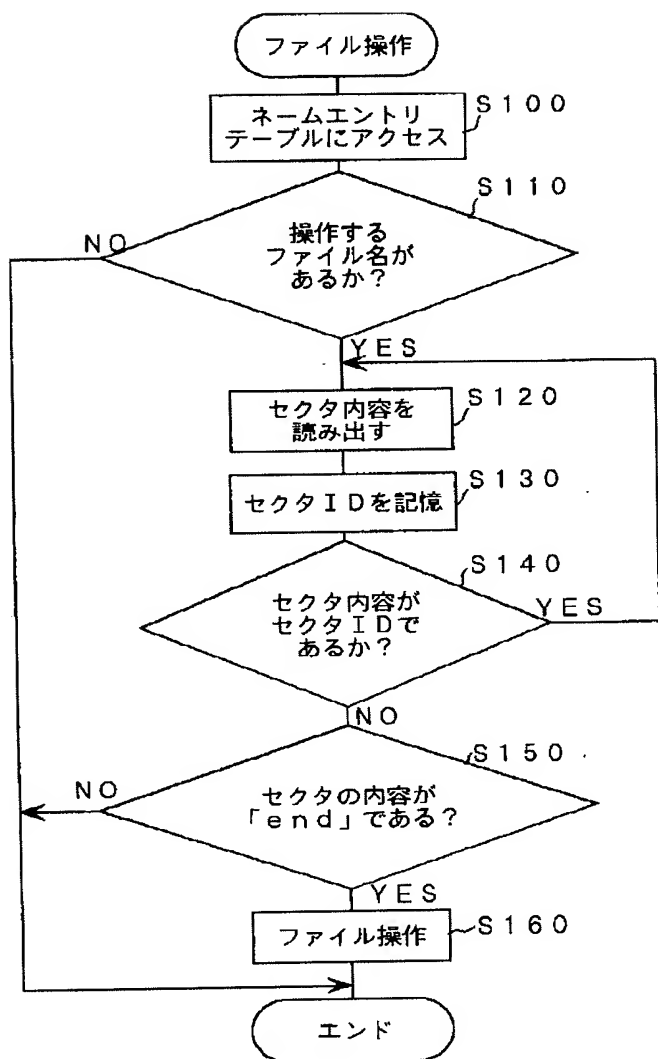 ファイル操作
S100
ネームエントリ
テーブルにアクセス
S110
NO
操作する
ファイル名が
あるか?
YES
S120
セクタ内容を
読み出す
S130
セクタIDを記憶
S140
セクタ内容が
セクタIDで
あるか?
YES
NO
S150
NO
セクタの内容が
「end」である?
YES
ファイル操作
S160
エンド